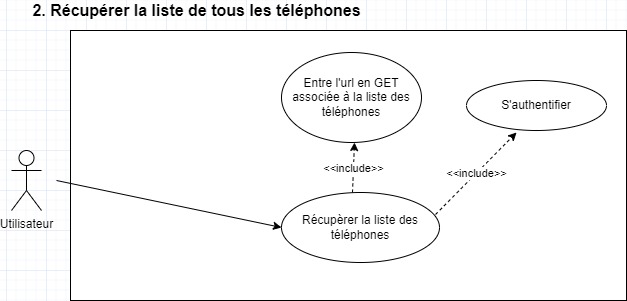 2. Récupérer la liste de tous les téléphones
Entre l'url en GET
associée à la liste des
téléphones
S'authentifier
<<include>>
<<include>>
Utilisateur
Récupèrer la liste des
téléphones